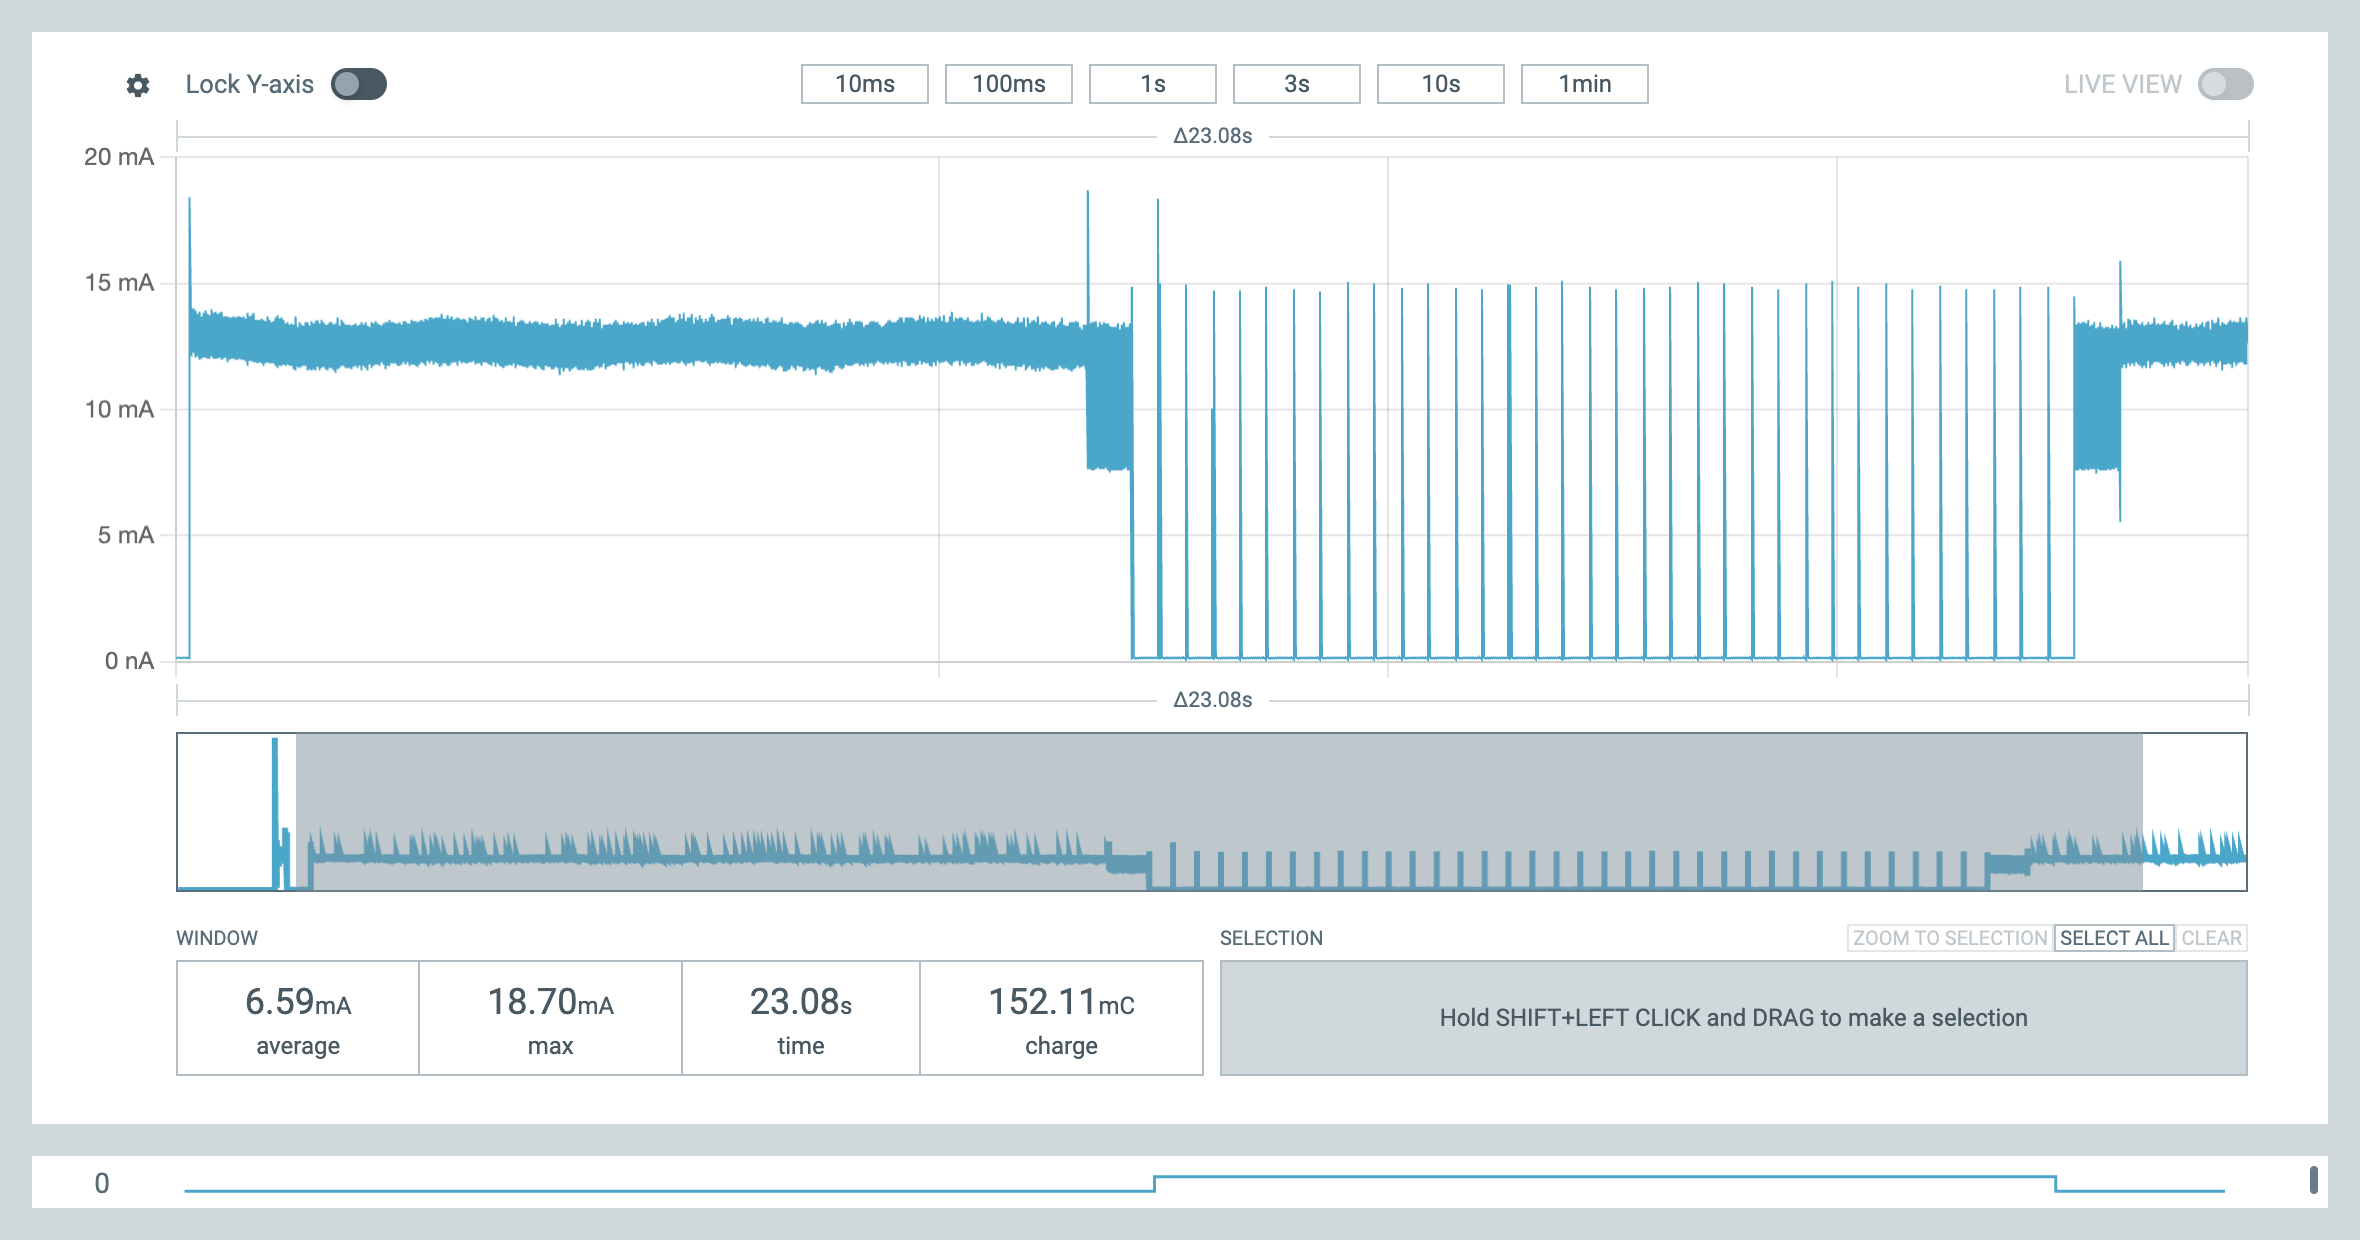 Lock Y-axis 10ms 100ms 1s 3s 10s 1min LIVE VIEW
Δ23.08s
20 mA
15 mA
10 mA
5 mA
0 nA
Δ23.08s
WINDOW SELECTION ZOOM TO SELECTION SELECT ALL CLEAR
6.59mA 18.70mA 23.08s 152.11mC
average max time charge
Hold SHIFT+LEFT CLICK and DRAG to make a selection
0